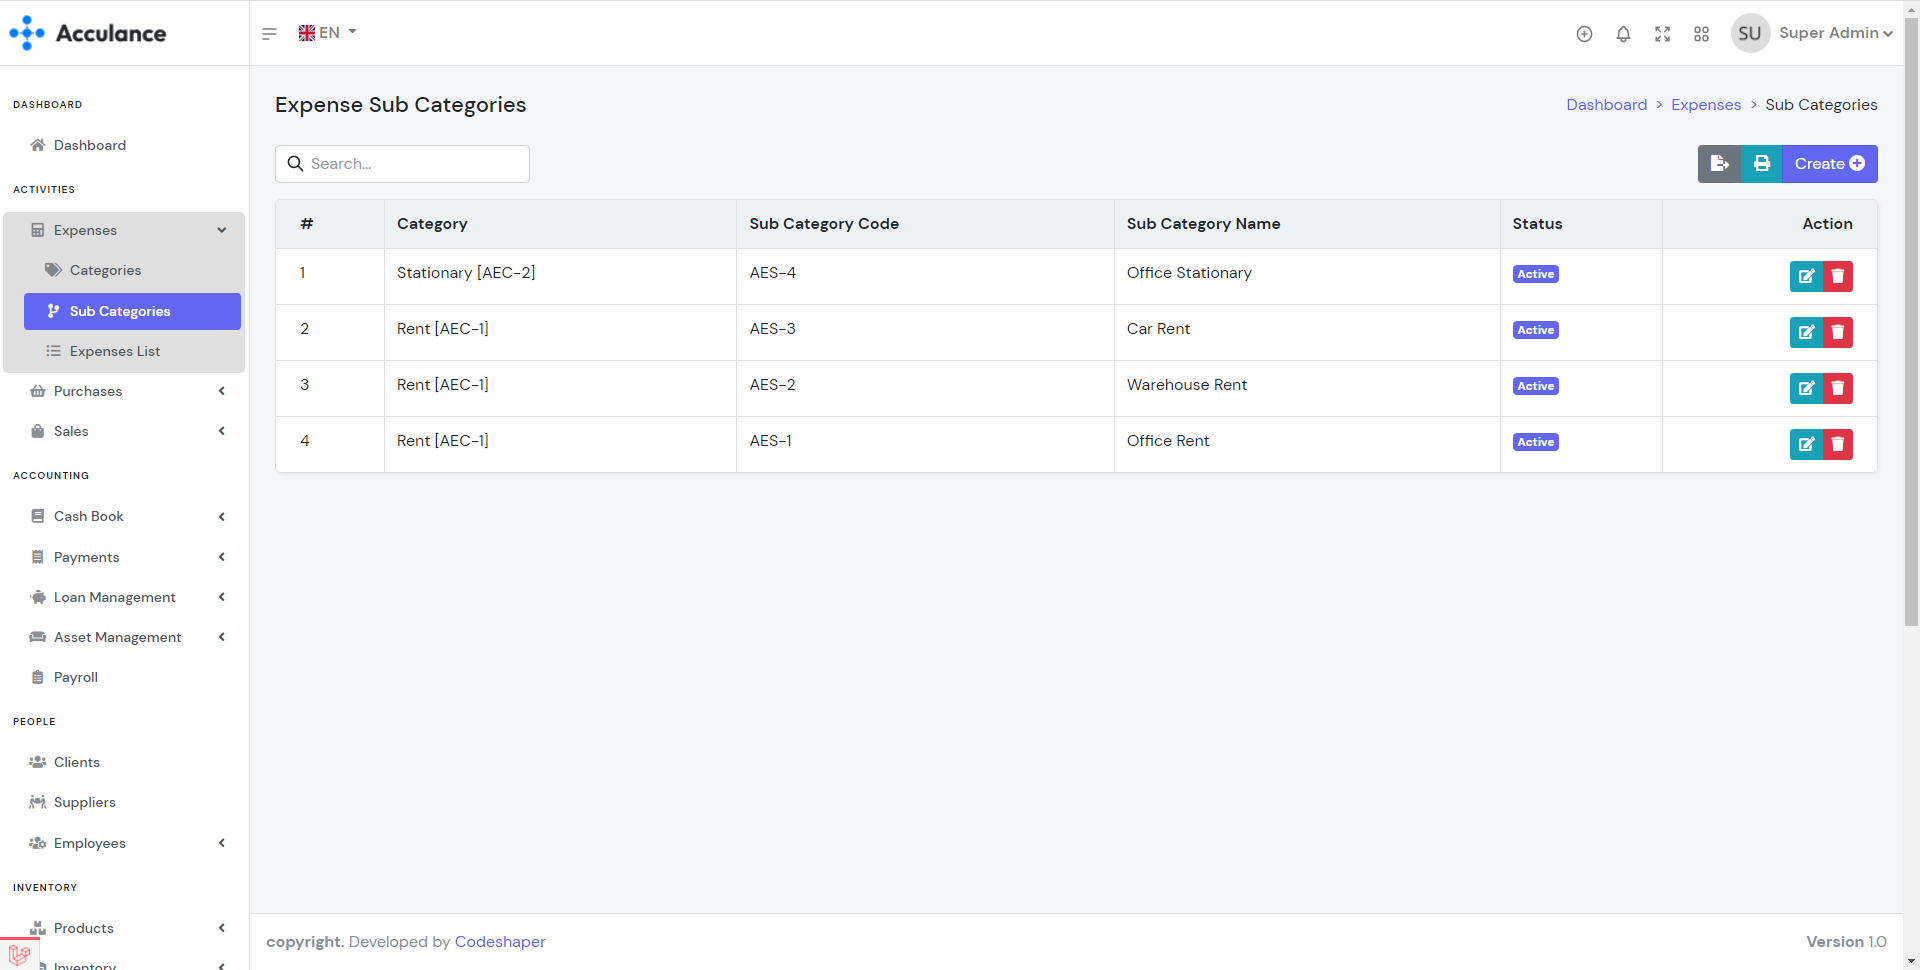 Acculance
EN
SU
Super Admin
DASHBOARD
Dashboard
ACTIVITIES
Expenses
Categories
Sub Categories
Expenses List
Purchases
Sales
ACCOUNTING
Cash Book
Payments
Loan Management
Asset Management
Payroll
PEOPLE
Clients
Suppliers
Employees
INVENTORY
Products
Inventory
Expense Sub Categories
Dashboard > Expenses > Sub Categories
Search...
Create
# Category Sub Category Code Sub Category Name Status Action
1 Stationary [AEC-2] AES-4 Office Stationary Active
2 Rent [AEC-1] AES-3 Car Rent Active
3 Rent [AEC-1] AES-2 Warehouse Rent Active
4 Rent [AEC-1] AES-1 Office Rent Active
copyright. Developed by Codeshaper
Version 1.0